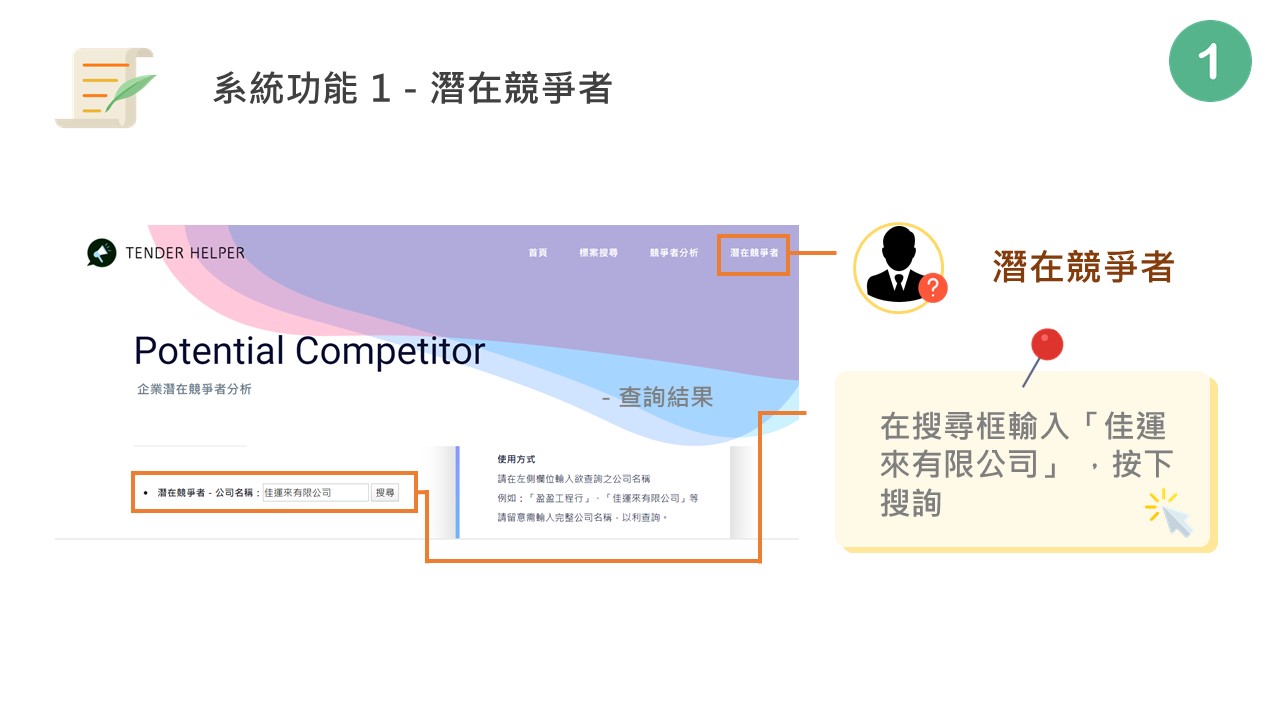 系統功能 1 - 潛在競爭者
1
TENDER HELPER
首頁 標案搜尋 競爭者分析 潛在競爭者
Potential Competitor
企業潛在競爭者分析
- 查詢結果
• 潛在競爭者 - 公司名稱：佳運來有限公司 搜尋
使用方式
請在左側欄位輸入欲查詢之公司名稱
例如：「盈盈工程行」、「佳運來有限公司」等
請留意需輸入完整公司名稱，以利查詢。
?
潛在競爭者
在搜尋框輸入「佳運
來有限公司」，按下
搜詢